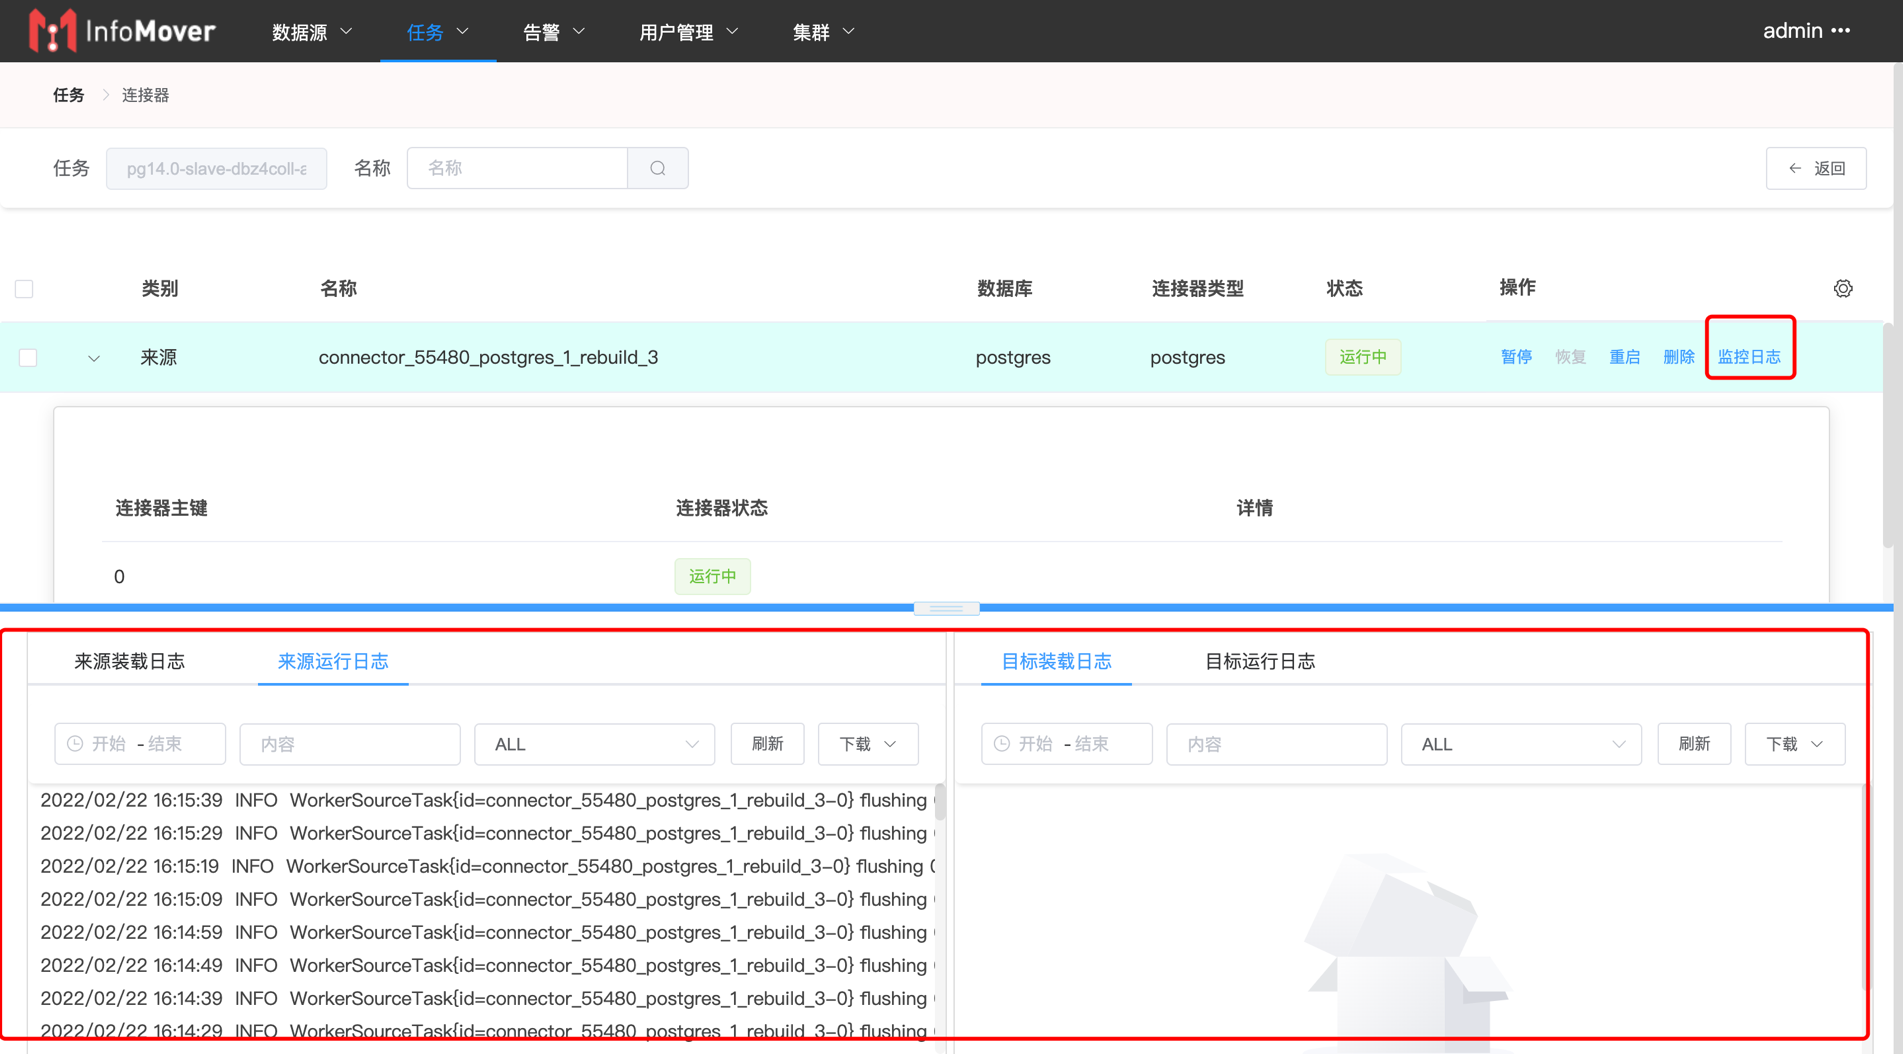 InfoMover 数据源 任务 告警 用户管理 集群 admin •••
任务 > 连接器
任务 pg14.0-slave-dbz4coll-a 名称 名称 ← 返回
类别 名称 数据库 连接器类型 状态 操作
来源 connector_55480_postgres_1_rebuild_3 postgres postgres 运行中 暂停 恢复 重启 删除 监控日志
连接器主键 连接器状态 详情
0 运行中
来源装载日志 来源运行日志 目标装载日志 目标运行日志
开始 - 结束 内容 ALL 刷新 下载 开始 - 结束 内容 ALL 刷新 下载
2022/02/22 16:15:39 INFO WorkerSourceTask{id=connector_55480_postgres_1_rebuild_3-0} flushing
2022/02/22 16:15:29 INFO WorkerSourceTask{id=connector_55480_postgres_1_rebuild_3-0} flushing
2022/02/22 16:15:19 INFO WorkerSourceTask{id=connector_55480_postgres_1_rebuild_3-0} flushing 0
2022/02/22 16:15:09 INFO WorkerSourceTask{id=connector_55480_postgres_1_rebuild_3-0} flushing
2022/02/22 16:14:59 INFO WorkerSourceTask{id=connector_55480_postgres_1_rebuild_3-0} flushing
2022/02/22 16:14:49 INFO WorkerSourceTask{id=connector_55480_postgres_1_rebuild_3-0} flushing
2022/02/22 16:14:39 INFO WorkerSourceTask{id=connector_55480_postgres_1_rebuild_3-0} flushing
2022/02/22 16:14:29 INFO WorkerSourceTask{id=connector_55480_postgres_1_rebuild_3-0} flushing